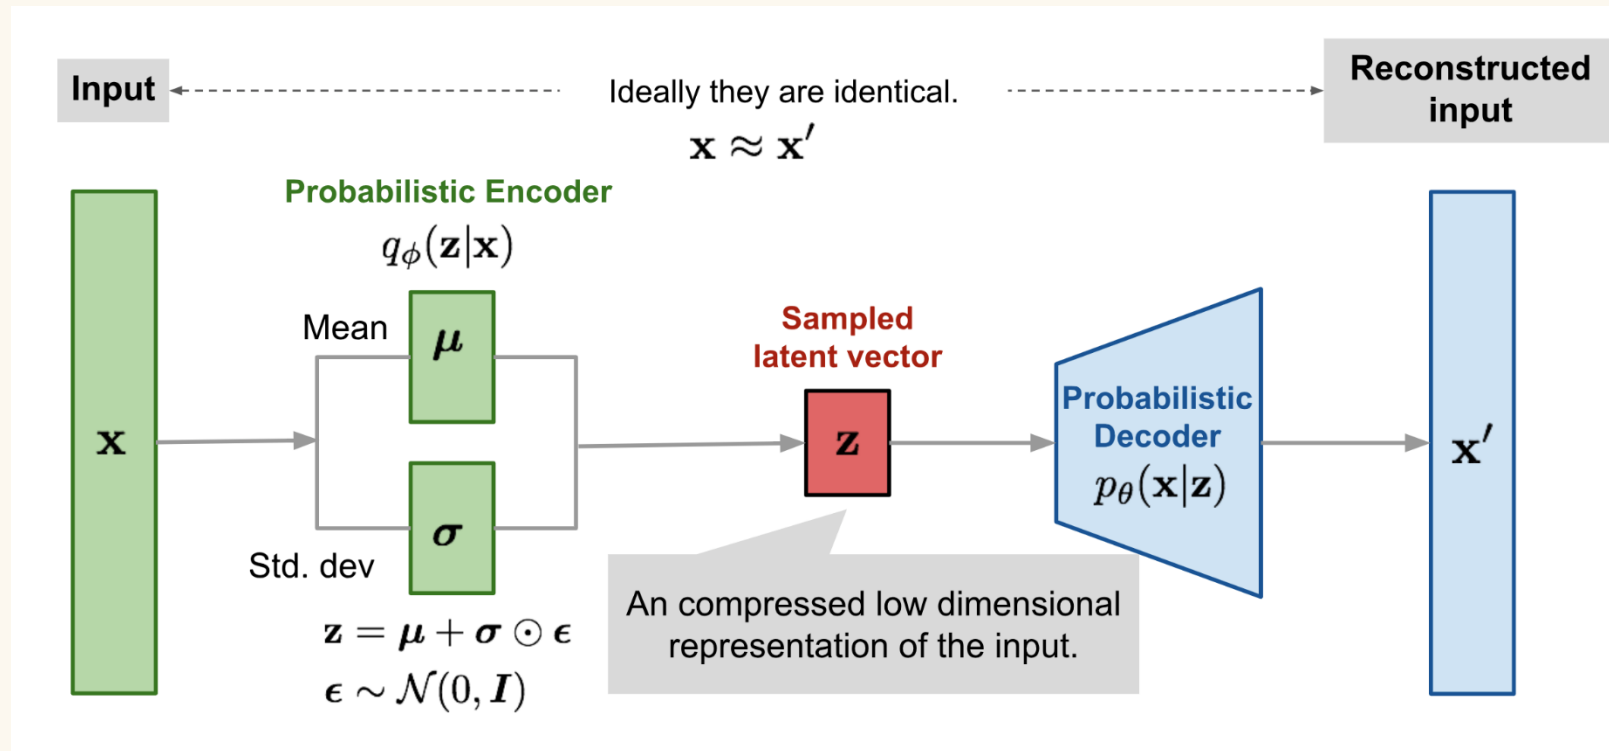 Input
Ideally they are identical.
x ≈ x′
Reconstructed
input
Probabilistic Encoder
qϕ(z|x)
Mean
μ
x
σ
Std. dev
z = μ + σ ⊙ ϵ
ϵ ∼ 𝒩(0, I)
Sampled
latent vector
z
An compressed low dimensional
representation of the input.
Probabilistic
Decoder
pθ(x|z)
x′